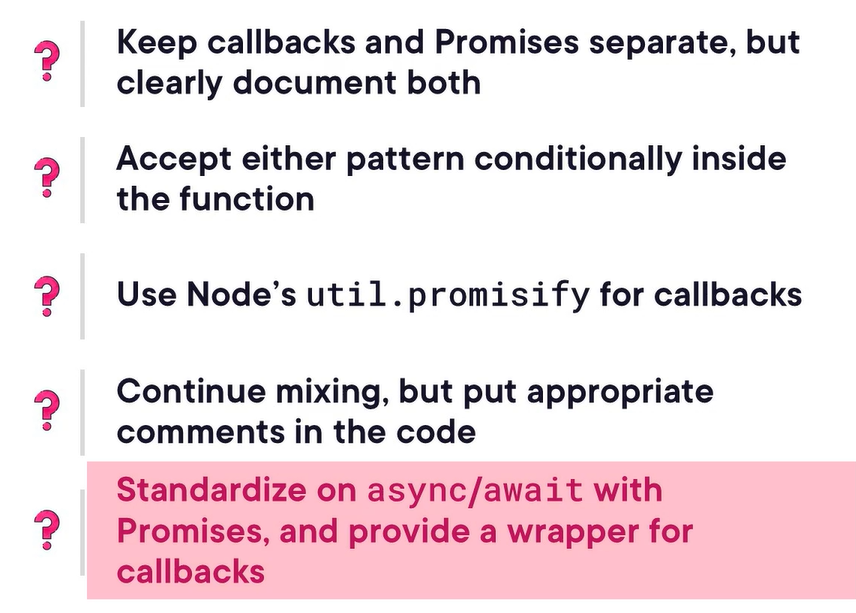 ? Keep callbacks and Promises separate, but
clearly document both
? Accept either pattern conditionally inside
the function
? Use Node’s util.promisify for callbacks
? Continue mixing, but put appropriate
comments in the code
? Standardize on async/await with
Promises, and provide a wrapper for
callbacks